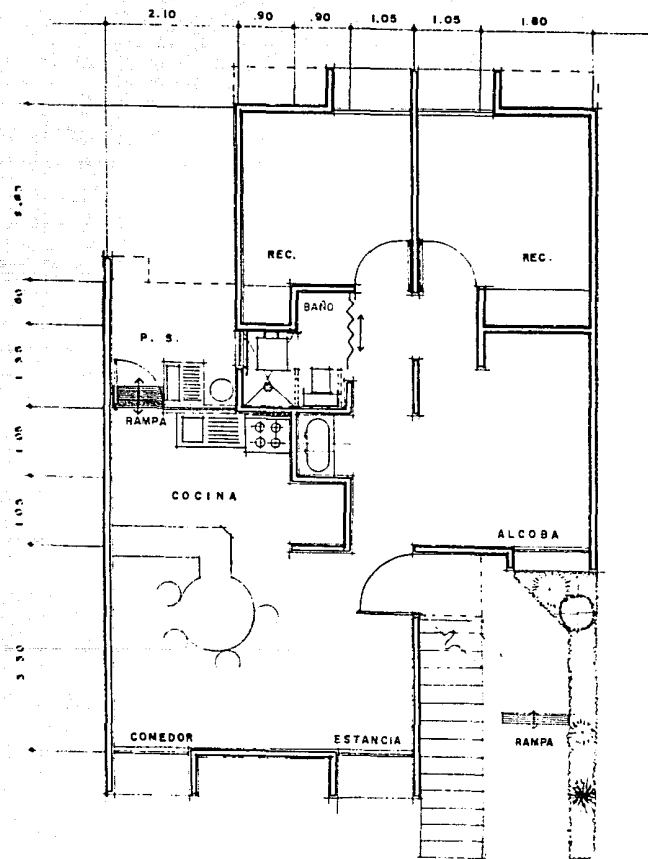 2.10 .90 .90 1.05 1.05 1.80
REC.
REC.
60
BAÑO
P. S.
1.35
RAMPA
1.05
COCINA
1.05
ALCOBA
3.30
COMEDOR
ESTANCIA
RAMPA